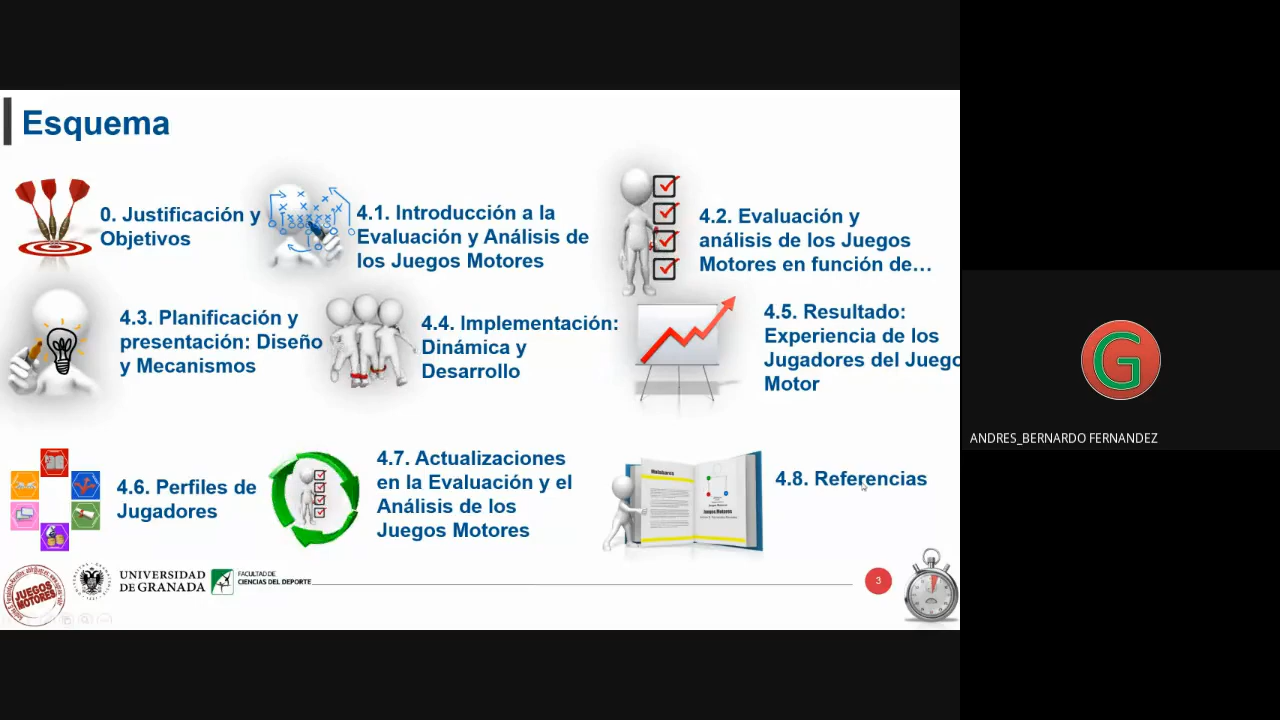 Esquema
0. Justificación y
Objetivos
4.1. Introducción a la
Evaluación y Análisis de
los Juegos Motores
4.2. Evaluación y
análisis de los Juegos
Motores en función de...
4.3. Planificación y
presentación: Diseño
y Mecanismos
4.4. Implementación:
Dinámica y
Desarrollo
4.5. Resultado:
Experiencia de los
Jugadores del Juego
Motor
4.6. Perfiles de
Jugadores
4.7. Actualizaciones
en la Evaluación y el
Análisis de los
Juegos Motores
4.8. Referencias
JUEGOS
MOTORES
UNIVERSIDAD
DE GRANADA
FACULTAD DE
CIENCIAS DEL DEPORTE
3
G
ANDRES_BERNARDO FERNANDEZ